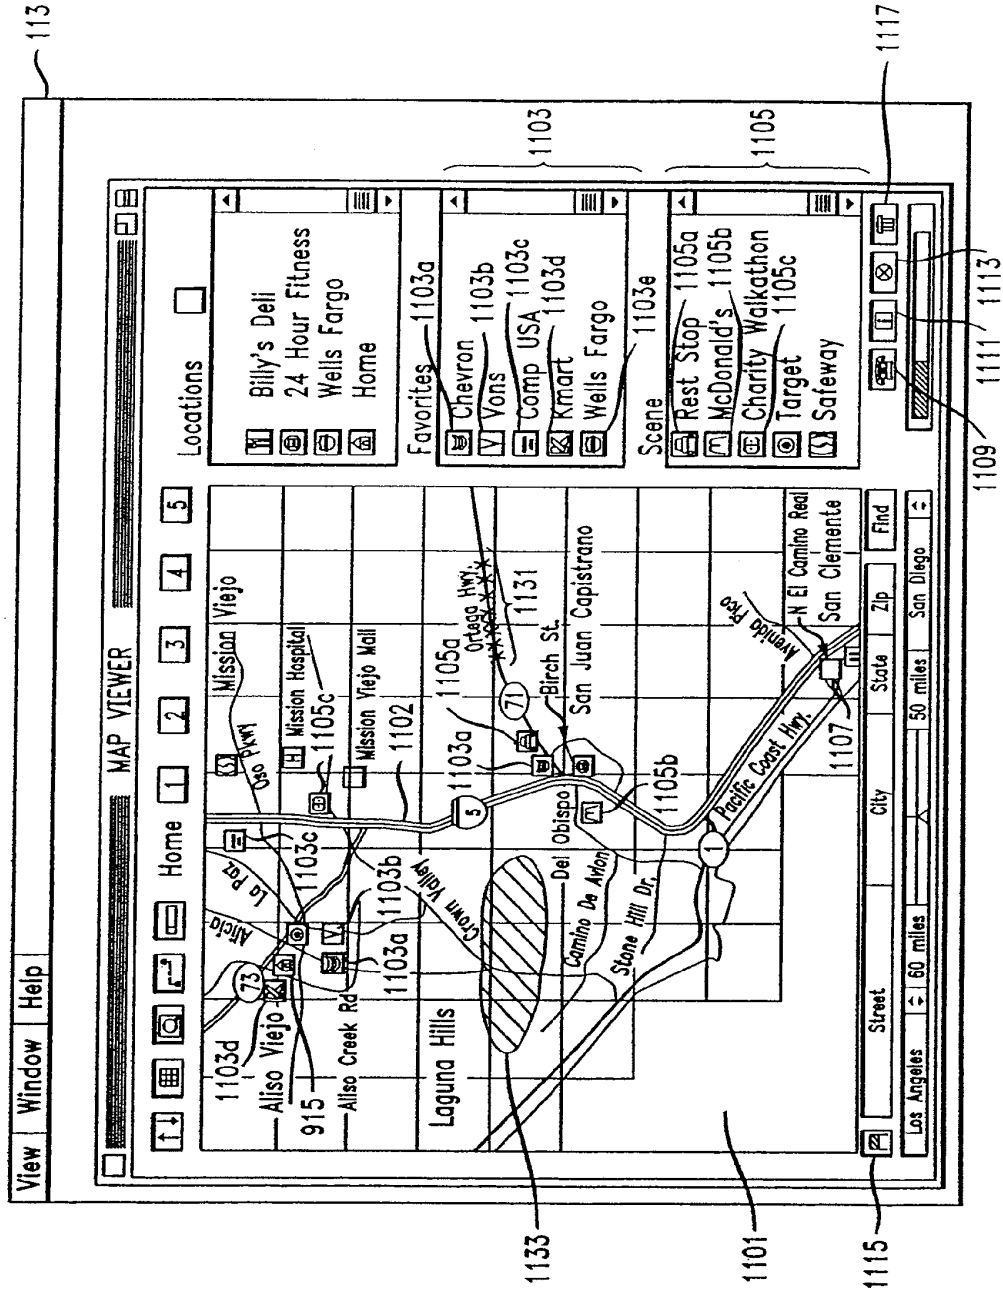 113
View Window Help
MAP VIEWER
Home 1 2 3 4 5
Locations
Billy's Deli
24 Hour Fitness
Wells Fargo
Home
Favorites
1103a
Chevron
Vons
1103b
Comp USA
1103c
Kmart
1103d
Wells Fargo
1103e
1103
Scene
Rest Stop
1105a
McDonald's
1105b
Charity Walkathon
Target
1105c
Safeway
1105
73
Alicia
La Paz
Oso Pkwy
Mission Viejo
1103d
Aliso Viejo
1103c
H
Mission Hospital
1105c
915
Aliso Creek Rd
1103a
1103b
Mission Viejo Mall
1102
Laguna Hills
Crown Valley
5
1103a
1105a
71
Ortega Hwy.
XXXXXXXX
1131
Birch St.
Del Obispo
San Juan Capistrano
Camino De Avlon
1105b
Stone Hill Dr.
1
Pacific Coast Hwy.
Avenida Pico
N El Camino Real
San Clemente
1107
1133
1101
1115
Street City State Zip Find
Los Angeles 60 miles 50 miles San Diego
1109
1111
1113
1117